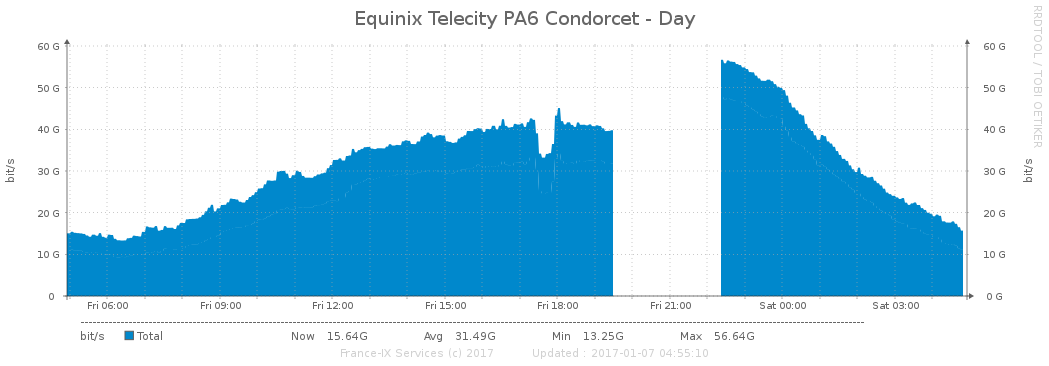 Equinix Telecity PA6 Condorcet - Day
RRDTOOL / TOBI OETIKER
60 G 60 G
50 G 50 G
40 G 40 G
30 G 30 G
20 G 20 G
10 G 10 G
0 0 G
bit/s bit/s
Fri 06:00 Fri 09:00 Fri 12:00 Fri 15:00 Fri 18:00 Fri 21:00 Sat 00:00 Sat 03:00
bit/s Total Now 15.64G Avg 31.49G Min 13.25G Max 56.64G
France-IX Services (c) 2017 Updated : 2017-01-07 04:55:10